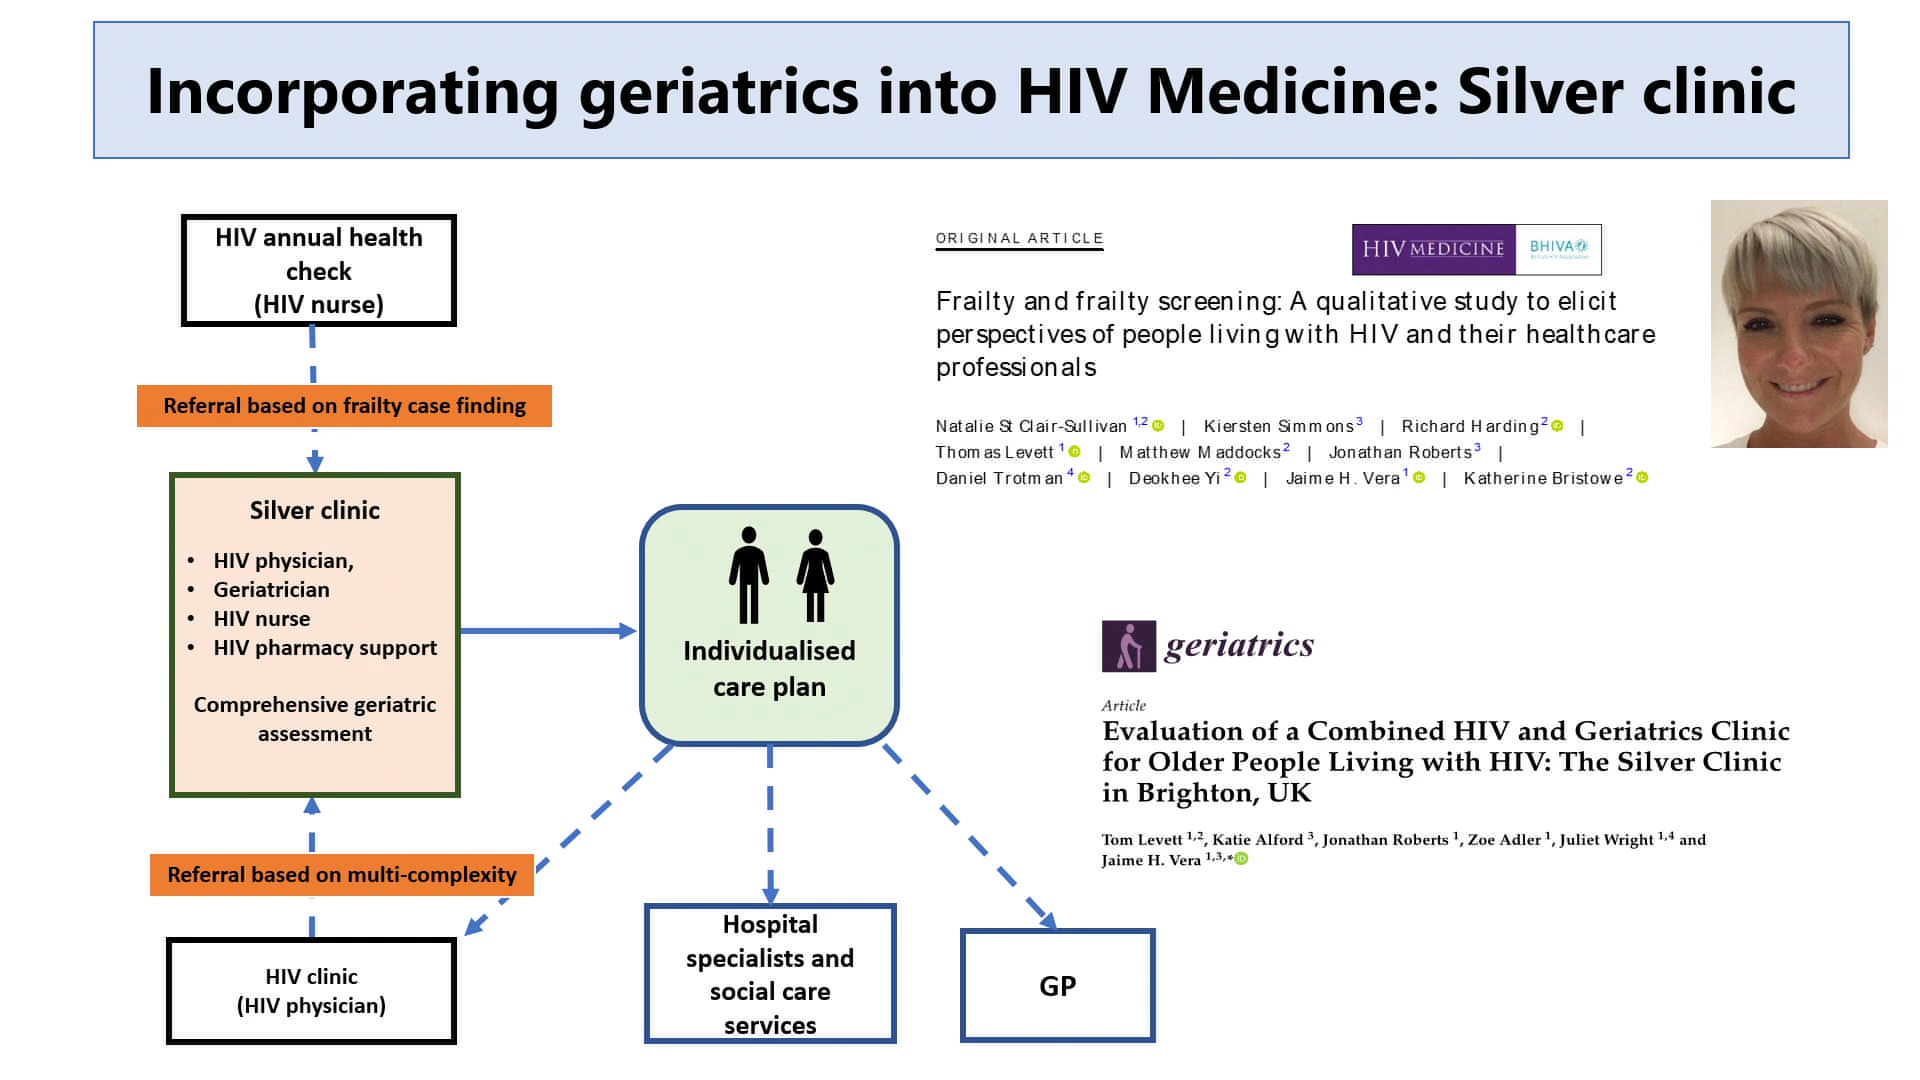 Incorporating geriatrics into HIV Medicine: Silver clinic
HIV annual health
check
(HIV nurse)
Referral based on frailty case finding
Silver clinic
• HIV physician,
• Geriatrician
• HIV nurse
• HIV pharmacy support
Comprehensive geriatric
assessment
Referral based on multi-complexity
HIV clinic
(HIV physician)
Individualised
care plan
Hospital
specialists and
social care
services
GP
ORIGINAL ARTICLE
HIV MEDICINE
BHIVA
Frailty and frailty screening: A qualitative study to elicit
perspectives of people living with HIV and their healthcare
professionals
Natalie St Clair-Sullivan 1,2 | Kiersten Simmons 3 | Richard Harding 2 |
Thomas Levett 1 | Matthew Maddocks 2 | Jonathan Roberts 3 |
Daniel Trotman 4 | Deokhee Yi 2 | Jaime H. Vera 1 | Katherine Bristowe 2
geriatrics
Article
Evaluation of a Combined HIV and Geriatrics Clinic
for Older People Living with HIV: The Silver Clinic
in Brighton, UK
Tom Levett 1,2, Katie Alford 3, Jonathan Roberts 1, Zoe Adler 1, Juliet Wright 1,4 and
Jaime H. Vera 1,3,*